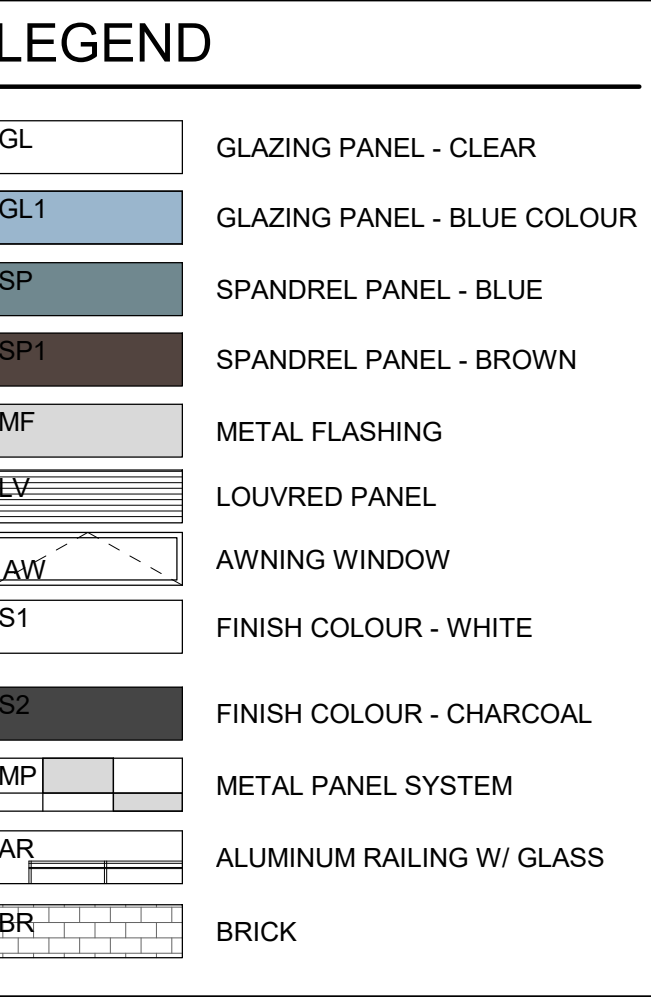 LEGEND
GL GLAZING PANEL - CLEAR
GL1 GLAZING PANEL - BLUE COLOUR
SP SPANDREL PANEL - BLUE
SP1 SPANDREL PANEL - BROWN
MF METAL FLASHING
LV LOUVRED PANEL
AW AWNING WINDOW
S1 FINISH COLOUR - WHITE
S2 FINISH COLOUR - CHARCOAL
MP METAL PANEL SYSTEM
AR ALUMINUM RAILING W/ GLASS
BR BRICK